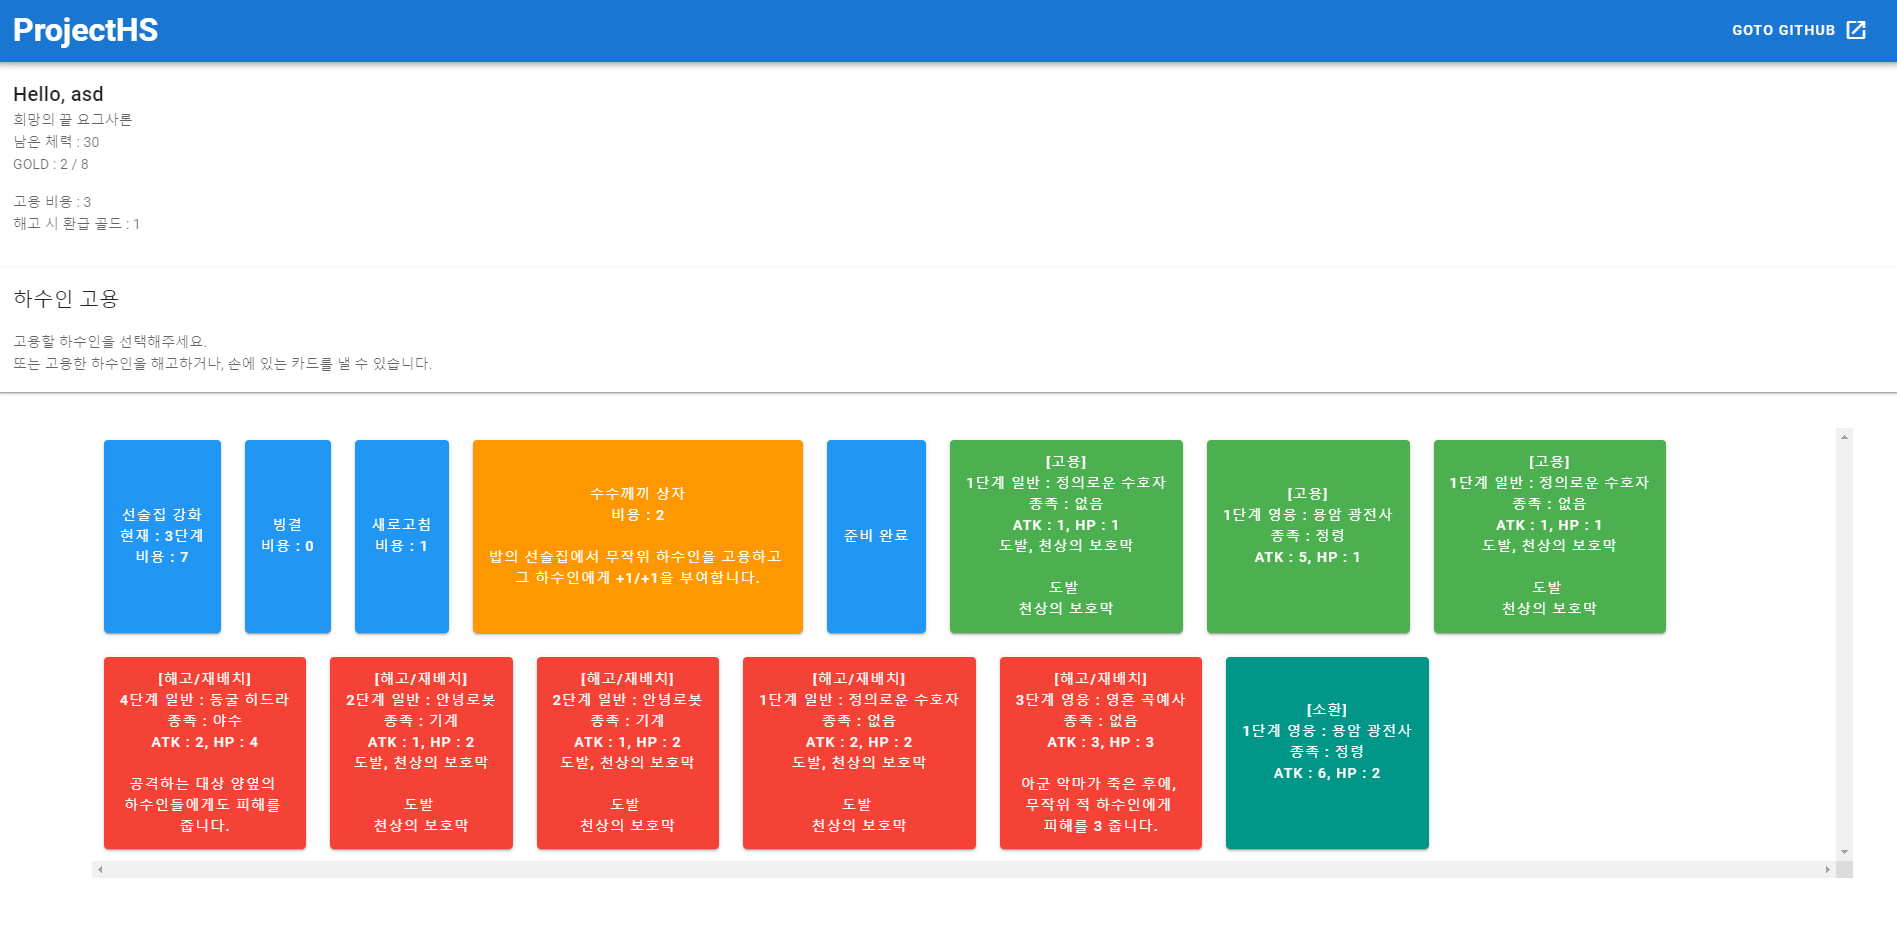 ProjectHS
GOTO GITHUB
Hello, asd
희망의 끝 요그사론
남은 체력 : 30
GOLD : 2 / 8
고용 비용 : 3
해고 시 환급 골드 : 1
하수인 고용
고용할 하수인을 선택해주세요.
또는 고용한 하수인을 해고하거나, 손에 있는 카드를 낼 수 있습니다.
선술집 강화
현재 : 3단계
비용 : 7
빙결
비용 : 0
새로고침
비용 : 1
수수께끼 상자
비용 : 2
밥의 선술집에서 무작위 하수인을 고용하고
그 하수인에게 +1/+1을 부여합니다.
준비 완료
[고용]
1단계 일반 : 정의로운 수호자
종족 : 없음
ATK : 1, HP : 1
도발, 천상의 보호막
도발
천상의 보호막
[고용]
1단계 영웅 : 용암 광전사
종족 : 정령
ATK : 5, HP : 1
[고용]
1단계 일반 : 정의로운 수호자
종족 : 없음
ATK : 1, HP : 1
도발, 천상의 보호막
도발
천상의 보호막
[해고/재배치]
4단계 일반 : 동굴 히드라
종족 : 야수
ATK : 2, HP : 4
공격하는 대상 양옆의
하수인들에게도 피해를
줍니다.
[해고/재배치]
2단계 일반 : 안녕로봇
종족 : 기계
ATK : 1, HP : 2
도발, 천상의 보호막
도발
천상의 보호막
[해고/재배치]
2단계 일반 : 안녕로봇
종족 : 기계
ATK : 1, HP : 2
도발, 천상의 보호막
도발
천상의 보호막
[해고/재배치]
1단계 일반 : 정의로운 수호자
종족 : 없음
ATK : 2, HP : 2
도발, 천상의 보호막
도발
천상의 보호막
[해고/재배치]
3단계 영웅 : 영혼 곡예사
종족 : 없음
ATK : 3, HP : 3
아군 악마가 죽은 후에,
무작위 적 하수인에게
피해를 3 줍니다.
[소환]
1단계 영웅 : 용암 광전사
종족 : 정령
ATK : 6, HP : 2